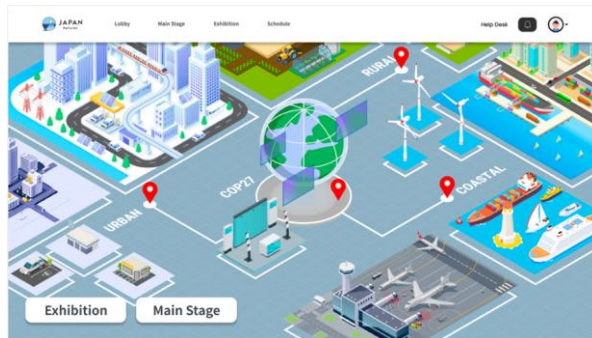 JAPAN
Lobby
Main Stage
Exhibition
Schedule
Help Desk
RURAL
COP27
COASTAL
URBAN
Exhibition
Main Stage